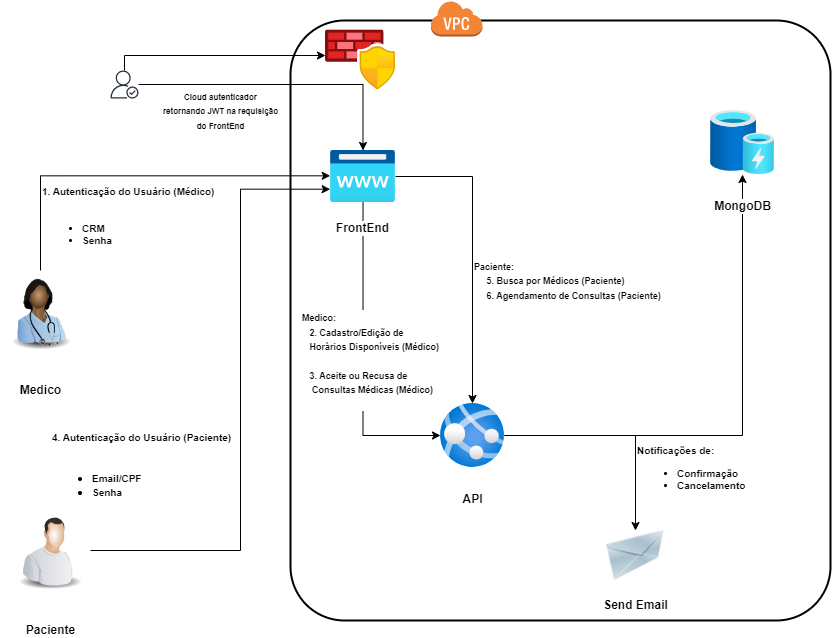 VPC
Cloud autenticador
retornando JWT na requisição
do FrontEnd
WWW
FrontEnd
MongoDB
1. Autenticação do Usuário (Médico)
• CRM
• Senha
Medico
Paciente:
5. Busca por Médicos (Paciente)
6. Agendamento de Consultas (Paciente)
Medico:
2. Cadastro/Edição de
Horários Disponíveis (Médico)
3. Aceite ou Recusa de
Consultas Médicas (Médico)
4. Autenticação do Usuário (Paciente)
• Email/CPF
• Senha
Paciente
API
Notificações de:
• Confirmação
• Cancelamento
Send Email